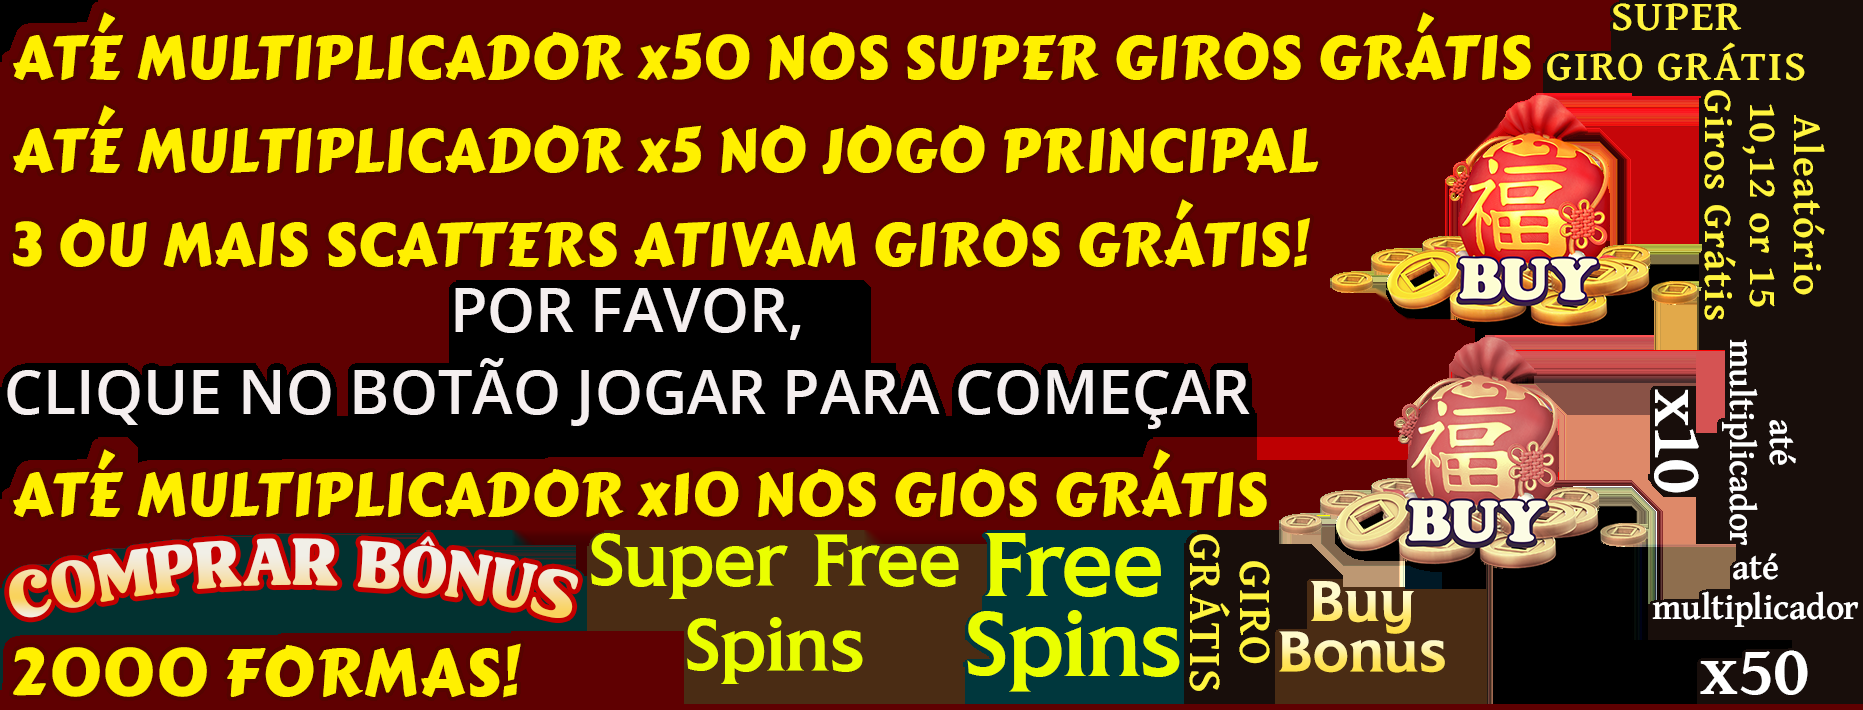 ATÉ MULTIPLICADOR x50 NOS SUPER GIROS GRÁTIS
SUPER
GIRO GRÁTIS
ATÉ MULTIPLICADOR x5 NO JOGO PRINCIPAL
Aleatório
10,12 or 15
Giros Grátis
3 OU MAIS SCATTERS ATIVAM GIROS GRÁTIS!
福
BUY
POR FAVOR,
CLIQUE NO BOTÃO JOGAR PARA COMEÇAR
福
BUY
até
multiplicador
x10
ATÉ MULTIPLICADOR x10 NOS GIOS GRÁTIS
COMPRAR BÔNUS
Super Free
Spins
Free
Spins
GIRO
GRÁTIS
Buy
Bonus
até
multiplicador
x50
2000 FORMAS!